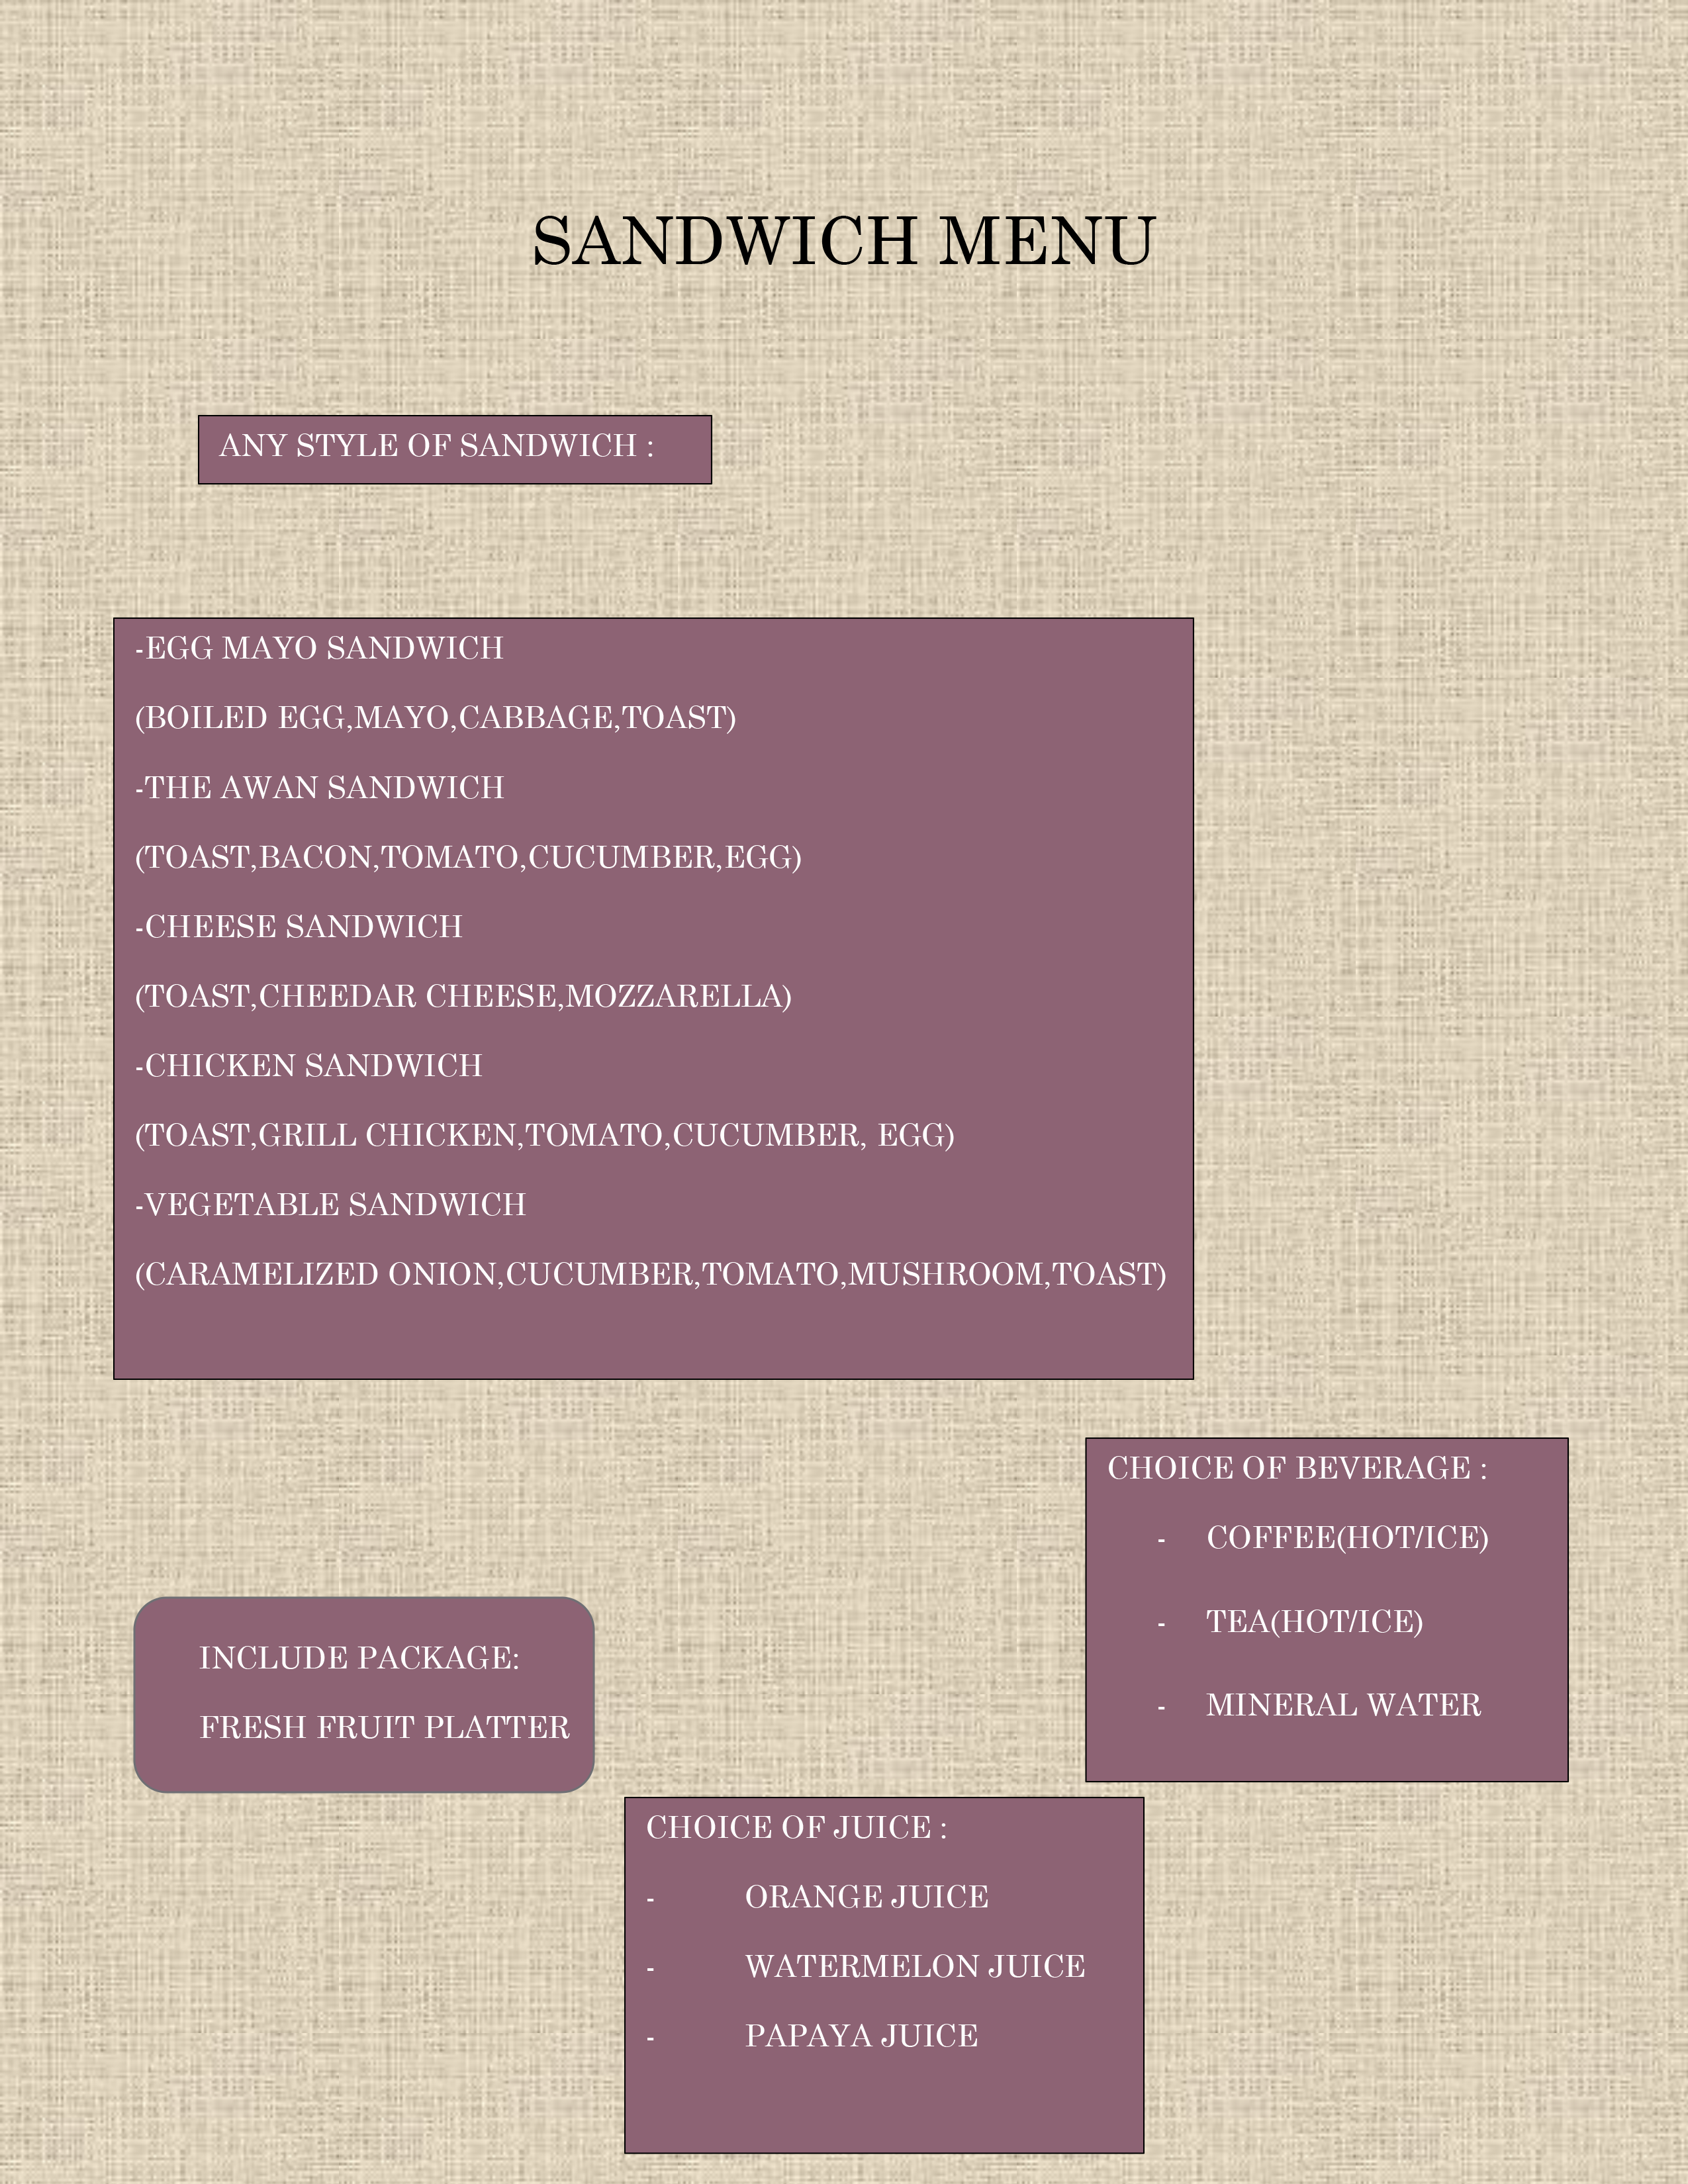 SANDWICH MENU
ANY STYLE OF SANDWICH :
-EGG MAYO SANDWICH
(BOILED EGG,MAYO,CABBAGE,TOAST)
-THE AWAN SANDWICH
(TOAST,BACON,TOMATO,CUCUMBER,EGG)
-CHEESE SANDWICH
(TOAST,CHEEDAR CHEESE,MOZZARELLA)
-CHICKEN SANDWICH
(TOAST,GRILL CHICKEN,TOMATO,CUCUMBER, EGG)
-VEGETABLE SANDWICH
(CARAMELIZED ONION,CUCUMBER,TOMATO,MUSHROOM,TOAST)
CHOICE OF BEVERAGE :
- COFFEE(HOT/ICE)
- TEA(HOT/ICE)
- MINERAL WATER
INCLUDE PACKAGE:
FRESH FRUIT PLATTER
CHOICE OF JUICE :
- ORANGE JUICE
- WATERMELON JUICE
- PAPAYA JUICE